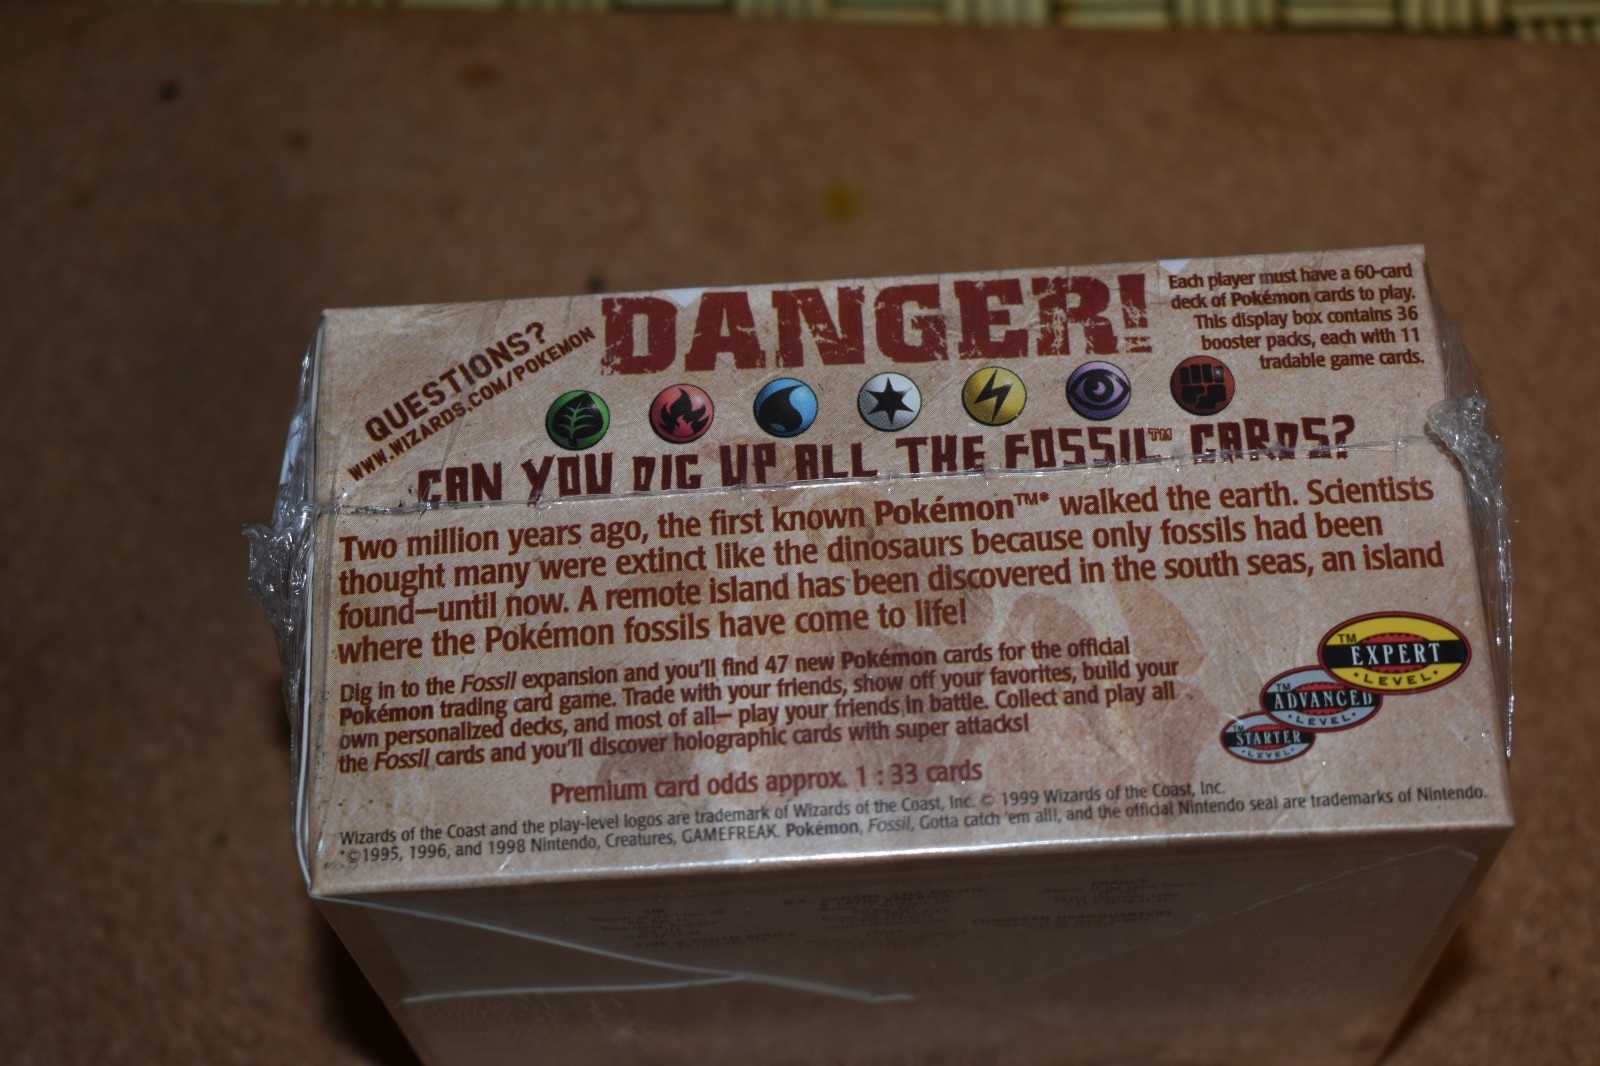 QUESTIONS?
WWW.WIZARDS.COM/POKEMON
DANGER!
Each player must have a 60-card
deck of Pokémon cards to play.
This display box contains 36
booster packs, each with 11
tradable game cards.
CAN YOU DIG UP ALL THE FOSSIL™ CARDS?
Two million years ago, the first known Pokémon™* walked the earth. Scientists
thought many were extinct like the dinosaurs because only fossils had been
found—until now. A remote island has been discovered in the south seas, an island
where the Pokémon fossils have come to life!
Dig in to the Fossil expansion and you'll find 47 new Pokémon cards for the official
Pokémon trading card game. Trade with your friends, show off your favorites, build your
own personalized decks, and most of all— play your friends in battle. Collect and play all
the Fossil cards and you'll discover holographic cards with super attacks!
TM
EXPERT
LEVEL
TM
ADVANCED
LEVEL
TM
STARTER
LEVEL
Premium card odds approx. 1 : 33 cards
Wizards of the Coast and the play-level logos are trademark of Wizards of the Coast, Inc. © 1999 Wizards of the Coast, Inc.
*©1995, 1996, and 1998 Nintendo, Creatures, GAMEFREAK. Pokémon, Fossil, Gotta catch 'em all!, and the official Nintendo seal are trademarks of Nintendo.
UK
FRANCE
EUROPEAN HEADQUARTERS